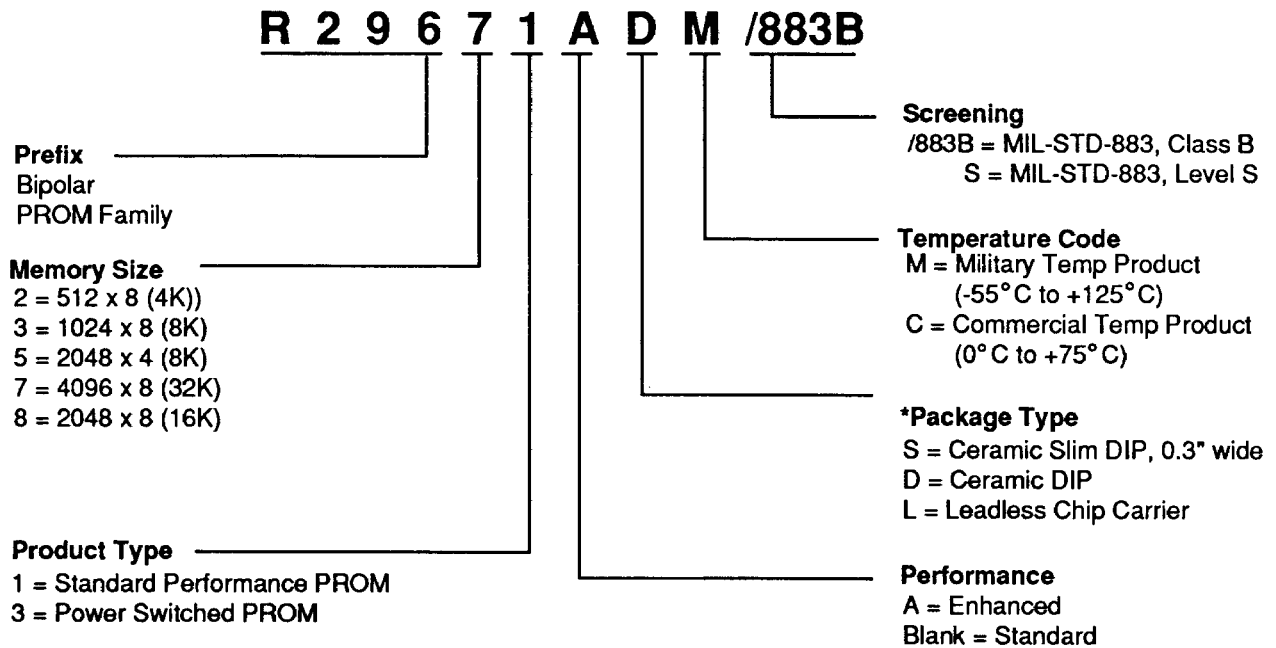 R 2 9 6 7 1 A D M /883B
Prefix
Bipolar
PROM Family
Memory Size
2 = 512 x 8 (4K))
3 = 1024 x 8 (8K)
5 = 2048 x 4 (8K)
7 = 4096 x 8 (32K)
8 = 2048 x 8 (16K)
Product Type
1 = Standard Performance PROM
3 = Power Switched PROM
Screening
/883B = MIL-STD-883, Class B
S = MIL-STD-883, Level S
Temperature Code
M = Military Temp Product
(-55°C to +125°C)
C = Commercial Temp Product
(0°C to +75°C)
*Package Type
S = Ceramic Slim DIP, 0.3" wide
D = Ceramic DIP
L = Leadless Chip Carrier
Performance
A = Enhanced
Blank = Standard